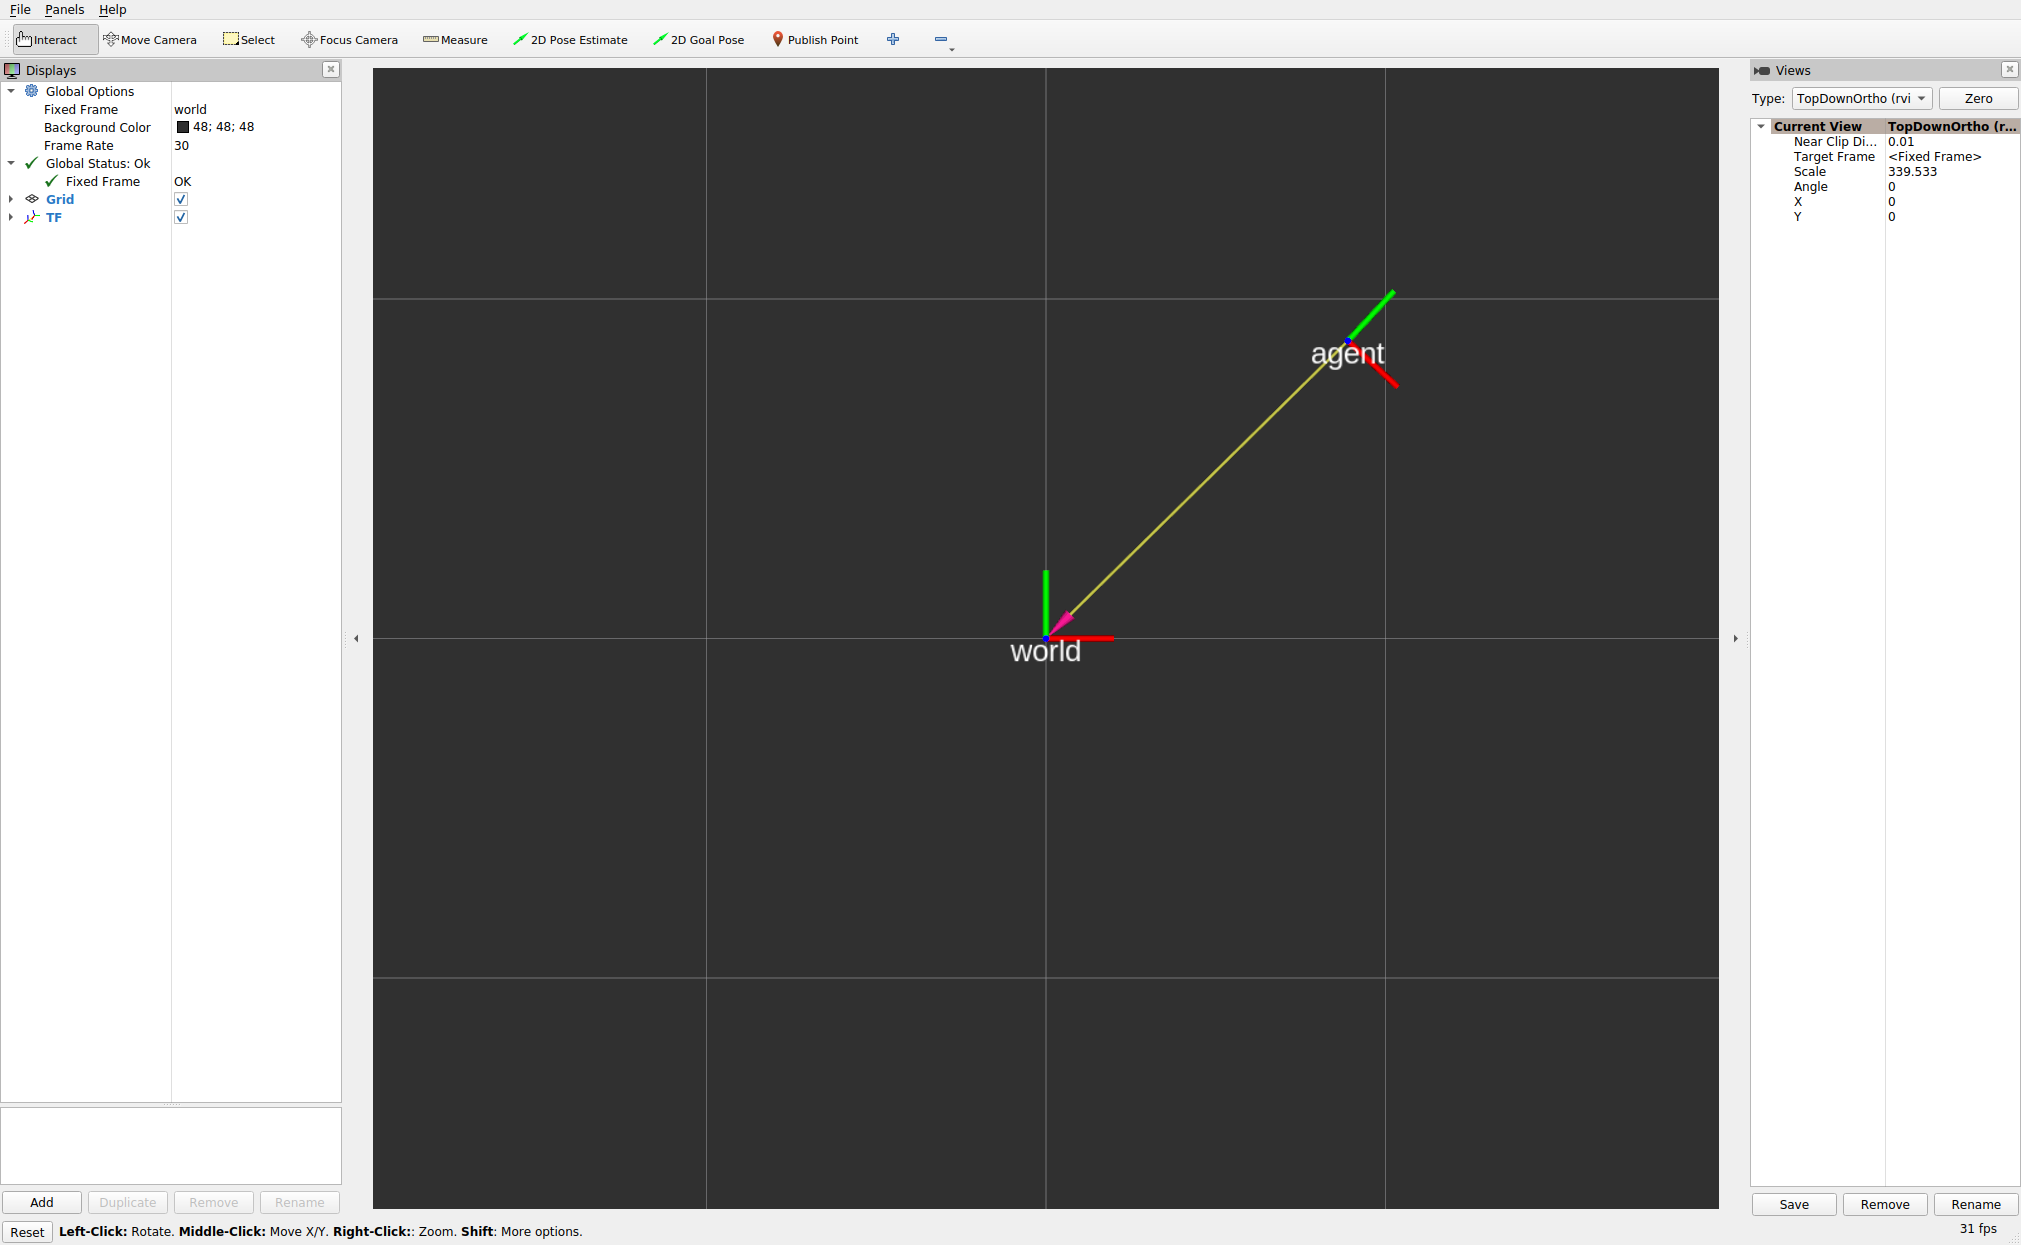 File Panels Help
Interact Move Camera Select Focus Camera Measure 2D Pose Estimate 2D Goal Pose Publish Point
Displays
Global Options
Fixed Frame world
Background Color 48; 48; 48
Frame Rate 30
Global Status: Ok
Fixed Frame OK
Grid
TF
Add Duplicate Remove Rename
agent
world
Views
Type: TopDownOrtho (rvi Zero
Current View TopDownOrtho (r...
Near Clip Di... 0.01
Target Frame <Fixed Frame>
Scale 339.533
Angle 0
X 0
Y 0
Save Remove Rename
Reset Left-Click: Rotate. Middle-Click: Move X/Y. Right-Click:: Zoom. Shift: More options.
31 fps